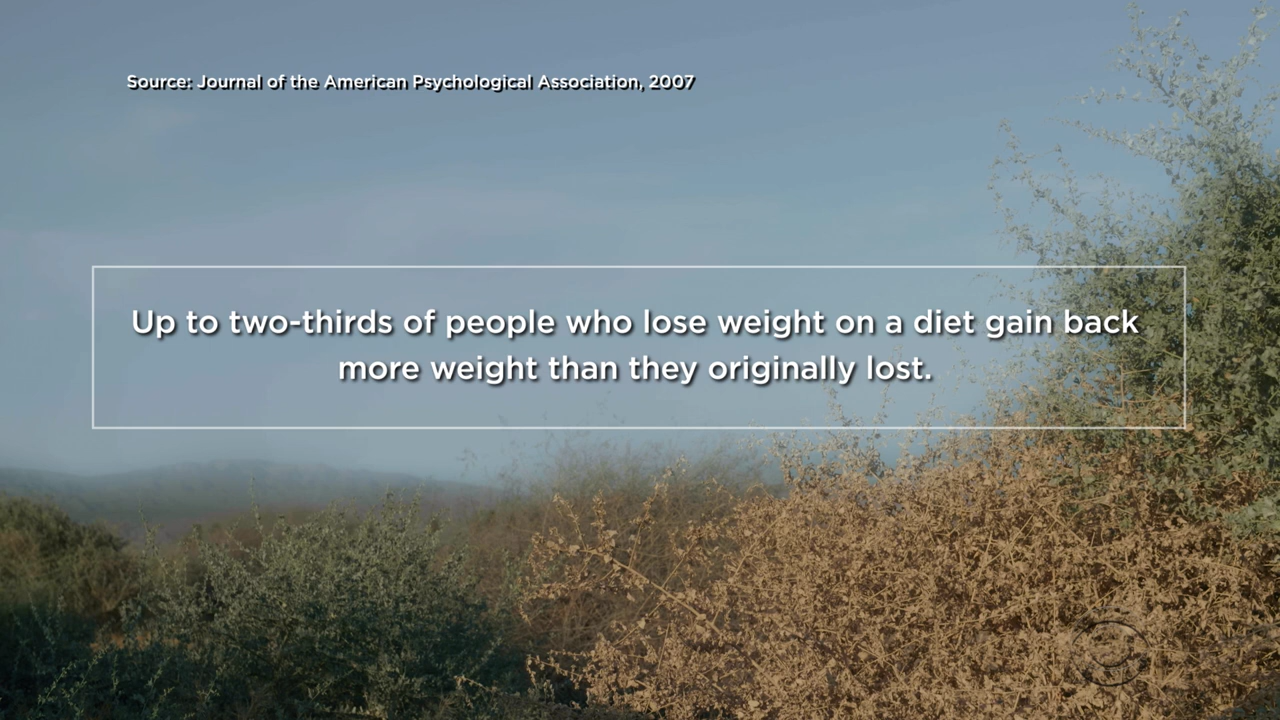 Source: Journal of the American Psychological Association, 2007
Up to two-thirds of people who lose weight on a diet gain back
more weight than they originally lost.